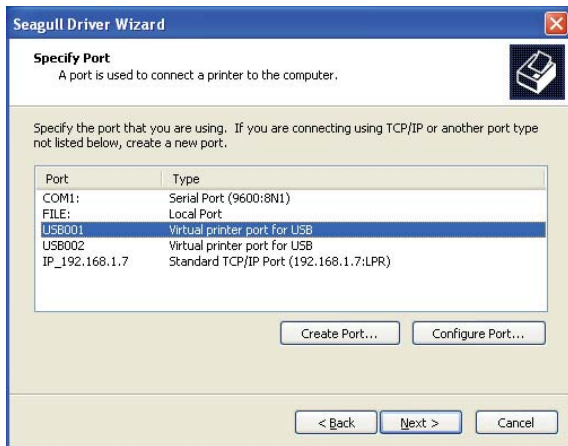 Seagull Driver Wizard
Specify Port
A port is used to connect a printer to the computer.
Specify the port that you are using. If you are connecting using TCP/IP or another port type
not listed below, create a new port.
Port Type
COM1: Serial Port (9600:8N1)
FILE: Local Port
USB001 Virtual printer port for USB
USB002 Virtual printer port for USB
IP_192.168.1.7 Standard TCP/IP Port (192.168.1.7:LPR)
Create Port... Configure Port...
< Back Next > Cancel